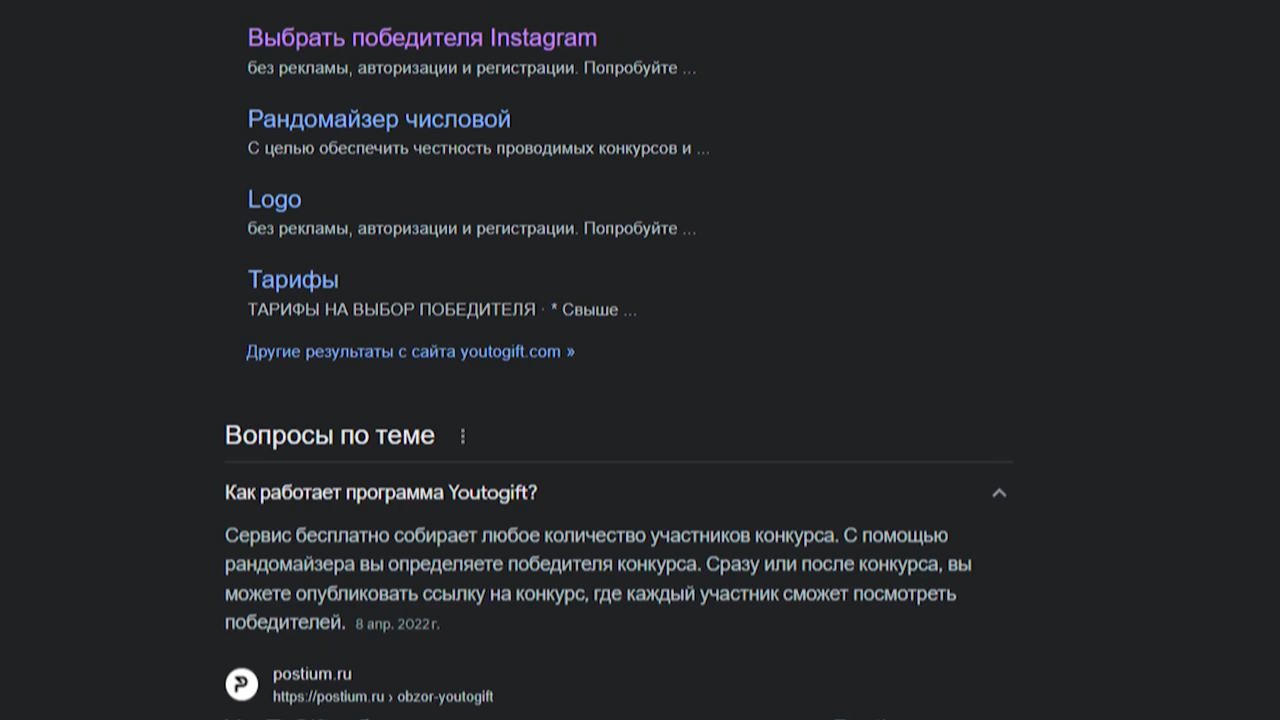 Выбрать победителя Instagram
без рекламы, авторизации и регистрации. Попробуйте ...
Рандомайзер числовой
С целью обеспечить честность проводимых конкурсов и ...
Logo
без рекламы, авторизации и регистрации. Попробуйте ...
Тарифы
ТАРИФЫ НА ВЫБОР ПОБЕДИТЕЛЯ · * Свыше ...
Другие результаты с сайта youtogift.com »
Вопросы по теме
Как работает программа Youtogift?
Сервис бесплатно собирает любое количество участников конкурса. С помощью
рандомайзера вы определяете победителя конкурса. Сразу или после конкурса, вы
можете опубликовать ссылку на конкурс, где каждый участник сможет посмотреть
победителей. 8 апр. 2022 г.
postium.ru
https://postium.ru › obzor-youtogift